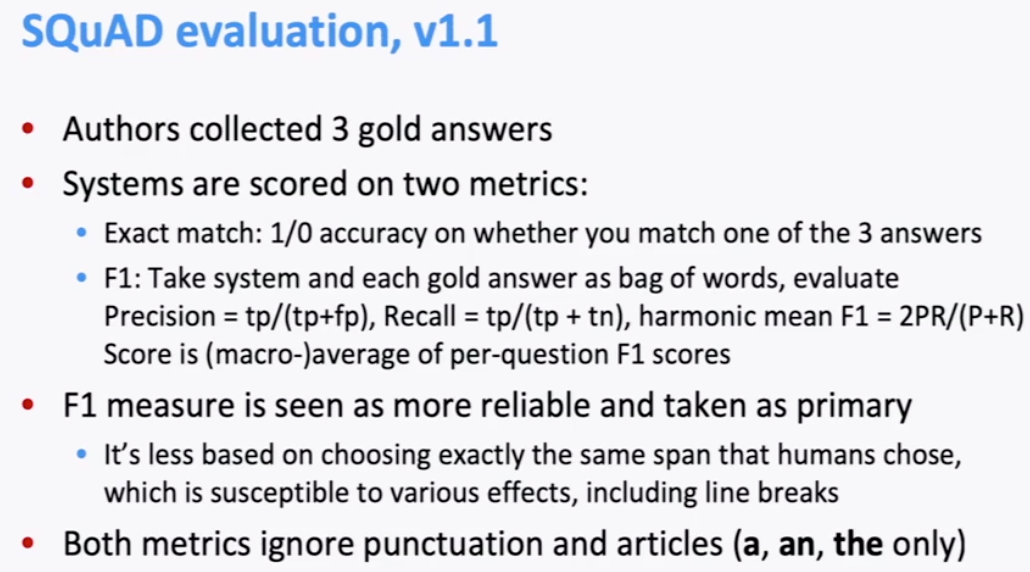 SQuAD evaluation, v1.1
• Authors collected 3 gold answers
• Systems are scored on two metrics:
• Exact match: 1/0 accuracy on whether you match one of the 3 answers
• F1: Take system and each gold answer as bag of words, evaluate
Precision = tp/(tp+fp), Recall = tp/(tp + tn), harmonic mean F1 = 2PR/(P+R)
Score is (macro-)average of per-question F1 scores
• F1 measure is seen as more reliable and taken as primary
• It's less based on choosing exactly the same span that humans chose,
which is susceptible to various effects, including line breaks
• Both metrics ignore punctuation and articles (a, an, the only)